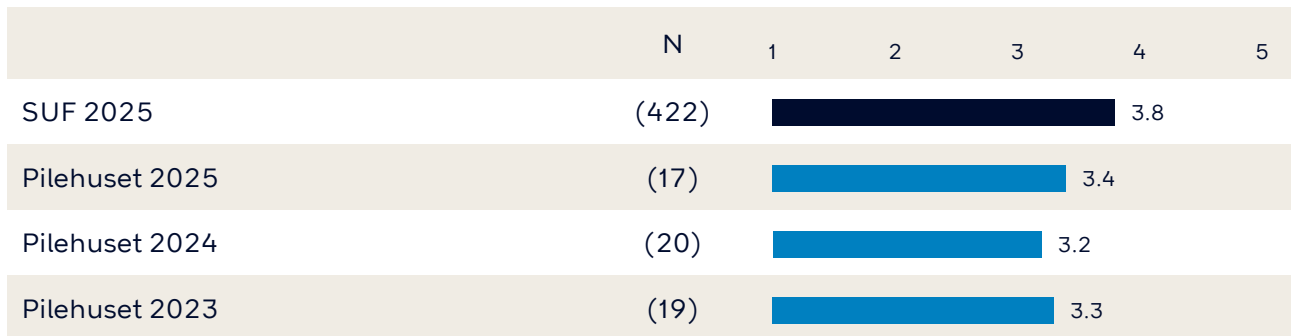 N 1 2 3 4 5
SUF 2025 (422) 3.8
Pilehuset 2025 (17) 3.4
Pilehuset 2024 (20) 3.2
Pilehuset 2023 (19) 3.3